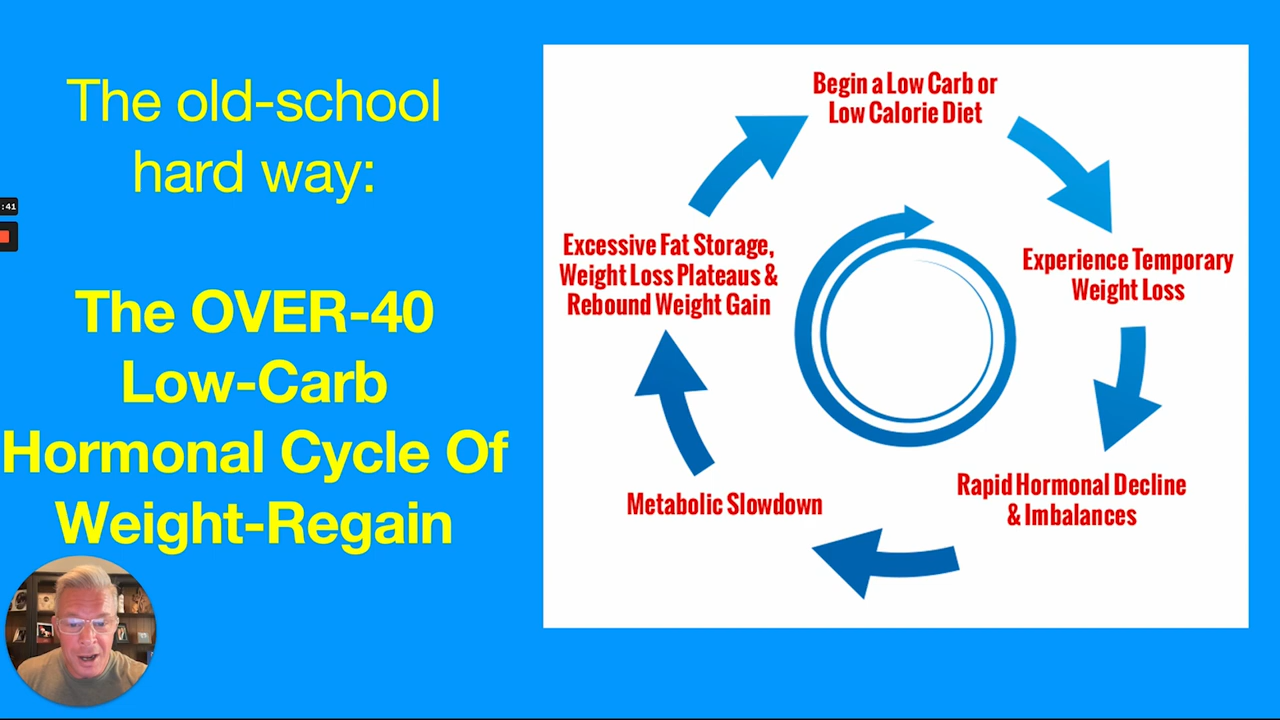 The old-school
hard way:
The OVER-40
Low-Carb
Hormonal Cycle Of
Weight-Regain
:41
Begin a Low Carb or
Low Calorie Diet
Experience Temporary
Weight Loss
Rapid Hormonal Decline
& Imbalances
Metabolic Slowdown
Excessive Fat Storage,
Weight Loss Plateaus &
Rebound Weight Gain